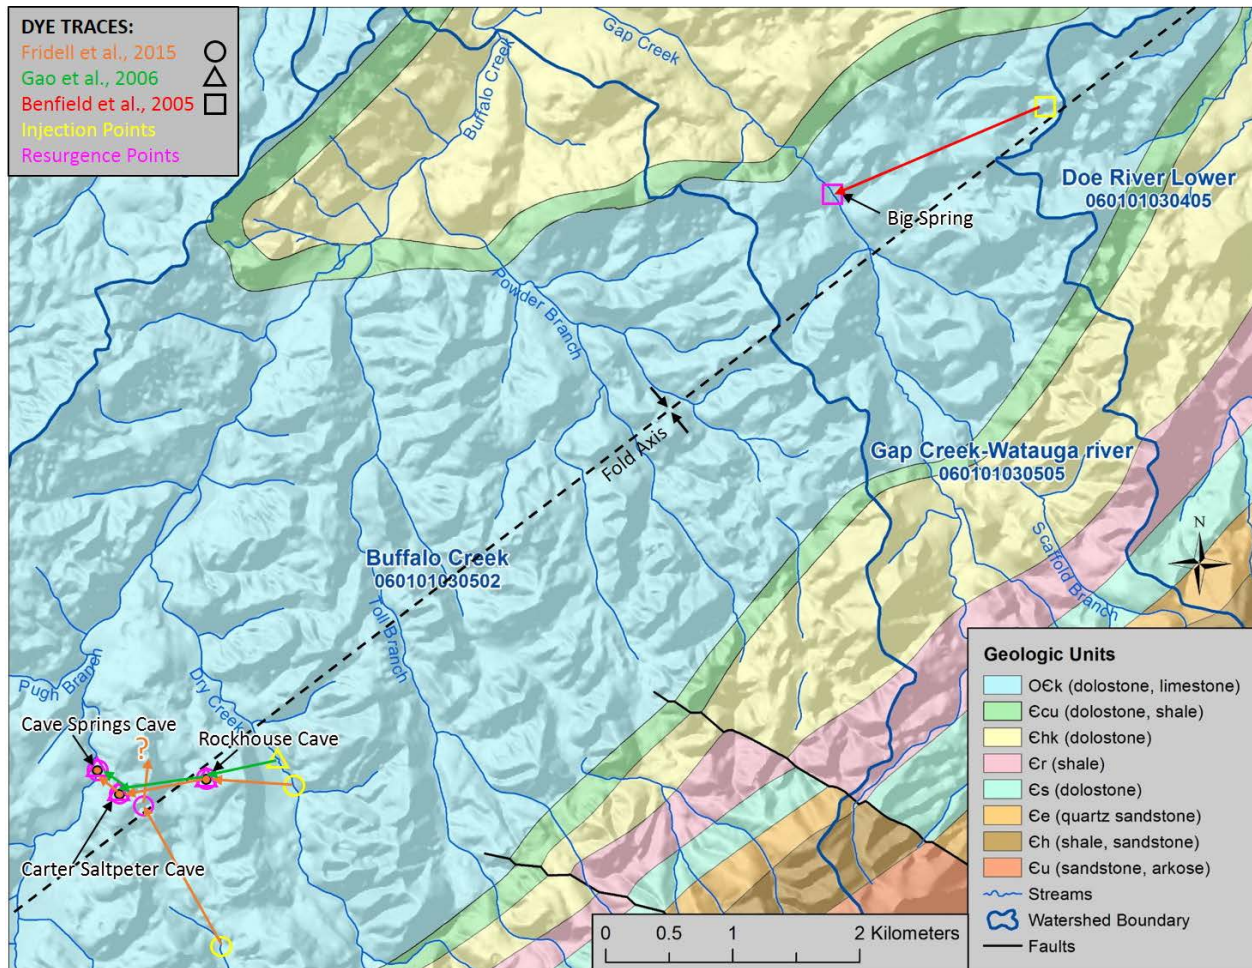 DYE TRACES:
Fridell et al., 2015
Gao et al., 2006
Benfield et al., 2005
Injection Points
Resurgence Points
Gap Creek
Buffalo Creek
Doe River Lower
060101030405
Big Spring
Powder Branch
Fold Axis
Gap Creek-Watauga river
060101030505
Scaffold Branch
N
Buffalo Creek
060101030502
Toll Branch
Pugh Branch
Dry Creek
Cave Springs Cave
Rockhouse Cave
?
Carter Saltpeter Cave
0 0.5 1 2 Kilometers
Geologic Units
OЄk (dolostone, limestone)
Єcu (dolostone, shale)
Єhk (dolostone)
Єr (shale)
Єs (dolostone)
Єe (quartz sandstone)
Єh (shale, sandstone)
Єu (sandstone, arkose)
Streams
Watershed Boundary
Faults